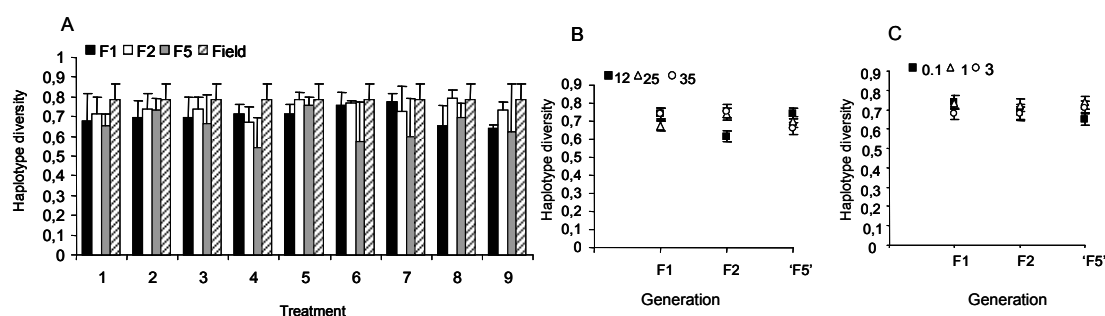 A
F1 F2 F5 Field
Haplotype diversity
1
0,9
0,8
0,7
0,6
0,5
0,4
0,3
0,2
0,1
0
1 2 3 4 5 6 7 8 9
Treatment
B
12 25 35
Haplotype diversity
0,9
0,8
0,7
0,6
0,5
0,4
0,3
0,2
0,1
0
F1 F2 ‘F5’
Generation
C
0.1 1 3
Haplotype diversity
0,9
0,8
0,7
0,6
0,5
0,4
0,3
0,2
0,1
0
F1 F2 ‘F5’
Generation